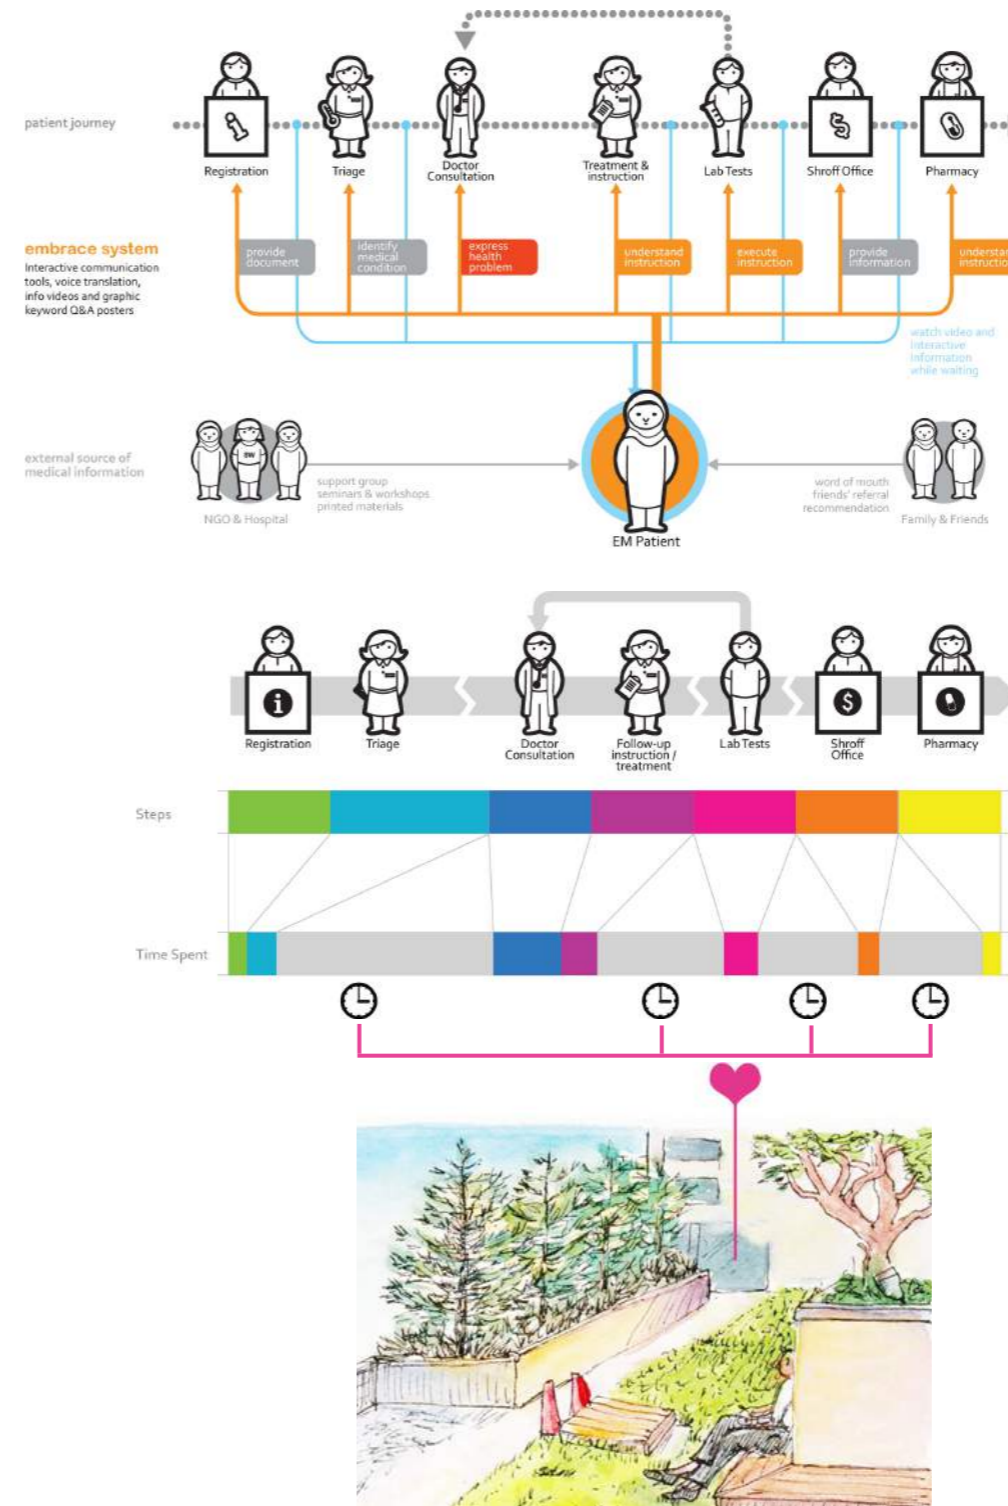 patient journey
Registration
Triage
Doctor
Consultation
Treatment &
instruction
Lab Tests
Shroff Office
Pharmacy
$
embrace system
Interactive communication
tools, voice translation,
info videos and graphic
keyword Q&A posters
provide
document
identify
medical
condition
express
health
problem
understand
instruction
execute
instruction
provide
information
understan
instruction
watch video and
Interactive
Information
while waiting
external source of
medical information
NGO & Hospital
support group
seminars & workshops
printed materials
EM Patient
word of mouth
friends' referral
recommendation
Family & Friends
i
$
Registration
Triage
Doctor
Consultation
Follow-up
instruction /
treatment
Lab Tests
Shroff
Office
Pharmacy
Steps
Time Spent